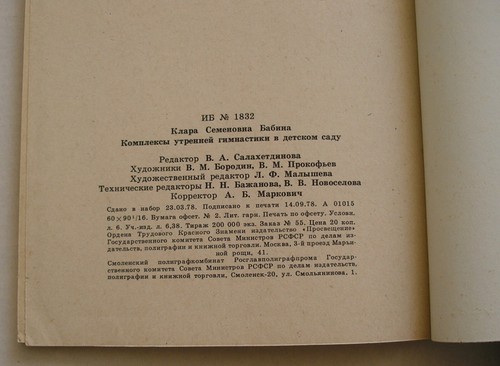 ИБ № 1832
Клара Семеновна Бабина
Комплексы утренней гимнастики в детском саду
Редактор В. А. Салахетдинова
Художники В. М. Бородин, В. М. Прокофьев
Художественный редактор Л. Ф. Малышева
Технические редакторы Н. Н. Бажанова, В. В. Новоселова
Корректор А. Б. Маркович
Сдано в набор 23.03.78. Подписано к печати 14.09.78. А 01015
60×90¹/16. Бумага офсет. № 2. Лит. гарн. Печать по офсету. Условн.
л. 6. Уч.-изд. л. 6,38. Тираж 200 000 экз. Заказ № 55. Цена 20 коп.
Ордена Трудового Красного Знамени издательство «Просвещение»
Государственного комитета Совета Министров РСФСР по делам из-
дательств, полиграфии и книжной торговли. Москва, 3-й проезд Марьи-
ной рощи, 41.
Смоленский полиграфкомбинат Росглавполиграфпрома Государ-
ственного комитета Совета Министров РСФСР по делам издательств,
полиграфии и книжной торговли, Смоленск-20, ул. Смольянинова, 1.